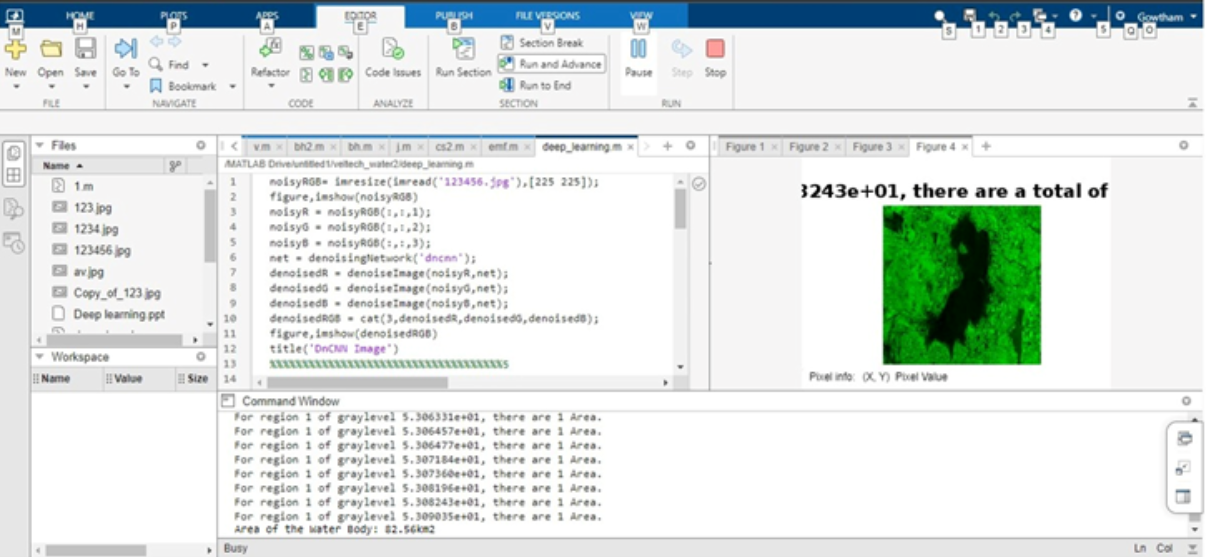 HOME PLOTS APPS EDITOR PUBLISH FILE VERSIONS VIEW
M H P A E B V W S 1 2 3 4 5 Q O
Gowtham
New Open Save Go To Find Bookmark Refactor Code Issues Run Section Section Break Run and Advance Run to End Pause Step Stop
FILE NAVIGATE CODE ANALYZE SECTION RUN
Files
Name
1.m
123.jpg
1234.jpg
123456.jpg
av.jpg
Copy_of_123.jpg
Deep learning.ppt
Workspace
Name Value Size
v.m bh2.m bh.m j.m cs2.m emf.m deep_learning.m
/MATLAB Drive/untitled1/veltech_water2/deep_learning.m
1 noisyRGB= imresize(imread('123456.jpg'),[225 225]);
2 figure,imshow(noisyRGB)
3 noisyR = noisyRGB(:,:,1);
4 noisyG = noisyRGB(:,:,2);
5 noisyB = noisyRGB(:,:,3);
6 net = denoisingNetwork('dncnn');
7 denoisedR = denoiseImage(noisyR,net);
8 denoisedG = denoiseImage(noisyG,net);
9 denoisedB = denoiseImage(noisyB,net);
10 denoisedRGB = cat(3,denoisedR,denoisedG,denoisedB);
11 figure,imshow(denoisedRGB)
12 title('DnCNN Image')
13
14
Figure 1 Figure 2 Figure 3 Figure 4
3243e+01, there are a total of
Pixel info: (X, Y) Pixel Value
Command Window
For region 1 of graylevel 5.306331e+01, there are 1 Area.
For region 1 of graylevel 5.306457e+01, there are 1 Area.
For region 1 of graylevel 5.306477e+01, there are 1 Area.
For region 1 of graylevel 5.307184e+01, there are 1 Area.
For region 1 of graylevel 5.307360e+01, there are 1 Area.
For region 1 of graylevel 5.308196e+01, there are 1 Area.
For region 1 of graylevel 5.308243e+01, there are 1 Area.
For region 1 of graylevel 5.309035e+01, there are 1 Area.
Area of the Water Body: 82.56km2
Busy
Ln Col